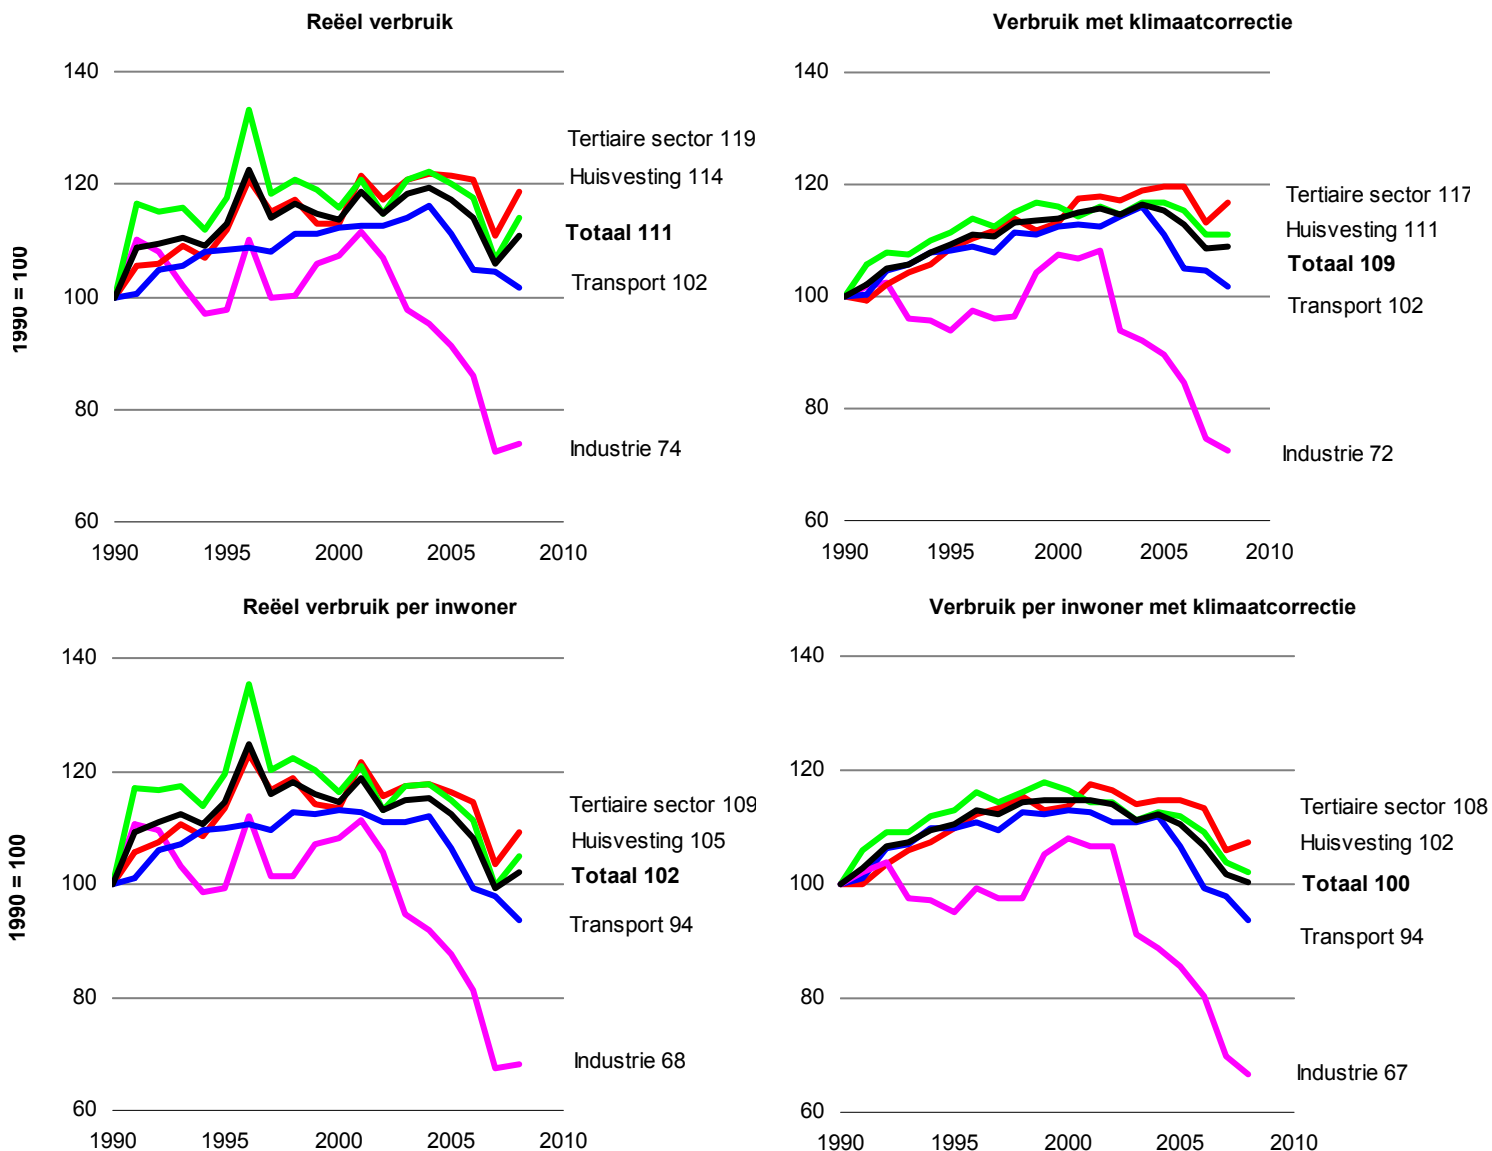 Reëel verbruik
140
120
100
80
60
1990 = 100
1990 1995 2000 2005 2010
Tertiaire sector 119
Huisvesting 114
Totaal 111
Transport 102
Industrie 74
Verbruik met klimaatcorrectie
140
120
100
80
60
1990 1995 2000 2005 2010
Tertiaire sector 117
Huisvesting 111
Totaal 109
Transport 102
Industrie 72
Reëel verbruik per inwoner
140
120
100
80
60
1990 = 100
1990 1995 2000 2005 2010
Tertiaire sector 109
Huisvesting 105
Totaal 102
Transport 94
Industrie 68
Verbruik per inwoner met klimaatcorrectie
140
120
100
80
60
1990 1995 2000 2005 2010
Tertiaire sector 108
Huisvesting 102
Totaal 100
Transport 94
Industrie 67